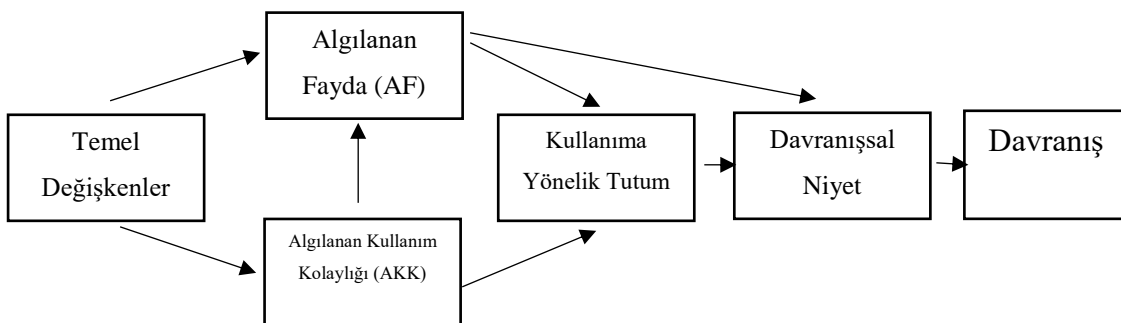 Algılanan
Fayda (AF)
Temel
Değişkenler
Kullanıma
Yönelik Tutum
Davranışsal
Niyet
Davranış
Algılanan Kullanım
Kolaylığı (AKK)